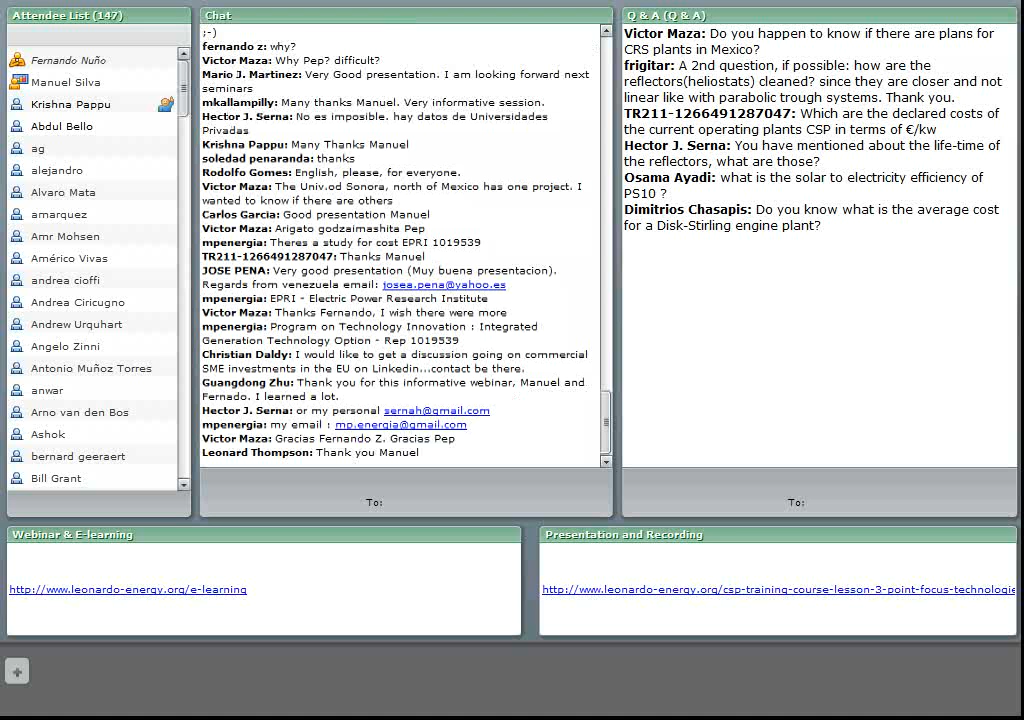 Attendee List (147)
Fernando Nuño
Manuel Silva
Krishna Pappu
Abdul Bello
ag
alejandro
Alvaro Mata
amarquez
Amr Mohsen
Américo Vivas
andrea cioffi
Andrea Ciricugno
Andrew Urquhart
Angelo Zinni
Antonio Muñoz Torres
anwar
Arno van den Bos
Ashok
bernard geeraert
Bill Grant
Chat
;-)
fernando z: why?
Victor Maza: Why Pep? difficult?
Mario J. Martinez: Very Good presentation. I am looking forward next
seminars
mkallampilly: Many thanks Manuel. Very informative session.
Hector J. Serna: No es imposible. hay datos de Universidades
Privadas
Krishna Pappu: Many Thanks Manuel
soledad penaranda: thanks
Rodolfo Gomes: English, please, for everyone.
Victor Maza: The Univ.od Sonora, north of Mexico has one project. I
wanted to know if there are others
Carlos Garcia: Good presentation Manuel
Victor Maza: Arigato godzaimashita Pep
mpenergia: Theres a study for cost EPRI 1019539
TR211-1266491287047: Thanks Manuel
JOSE PENA: Very good presentation (Muy buena presentacion).
Regards from venezuela email: josea.pena@yahoo.es
mpenergia: EPRI - Electric Power Research Institute
Victor Maza: Thanks Fernando, I wish there were more
mpenergia: Program on Technology Innovation : Integrated
Generation Technology Option - Rep 1019539
Christian Daldy: I would like to get a discussion going on commercial
SME investments in the EU on Linkedin...contact be there.
Guangdong Zhu: Thank you for this informative webinar, Manuel and
Fernado. I learned a lot.
Hector J. Serna: or my personal sernah@gmail.com
mpenergia: my email : mp.energia@gmail.com
Victor Maza: Gracias Fernando Z. Gracias Pep
Leonard Thompson: Thank you Manuel
To:
Q & A (Q & A)
Victor Maza: Do you happen to know if there are plans for
CRS plants in Mexico?
frigitar: A 2nd question, if possible: how are the
reflectors(heliostats) cleaned? since they are closer and not
linear like with parabolic trough systems. Thank you.
TR211-1266491287047: Which are the declared costs of
the current operating plants CSP in terms of €/kw
Hector J. Serna: You have mentioned about the life-time of
the reflectors, what are those?
Osama Ayadi: what is the solar to electricity efficiency of
PS10 ?
Dimitrios Chasapis: Do you know what is the average cost
for a Disk-Stirling engine plant?
To:
Webinar & E-learning
http://www.leonardo-energy.org/e-learning
Presentation and Recording
http://www.leonardo-energy.org/csp-training-course-lesson-3-point-focus-technologie